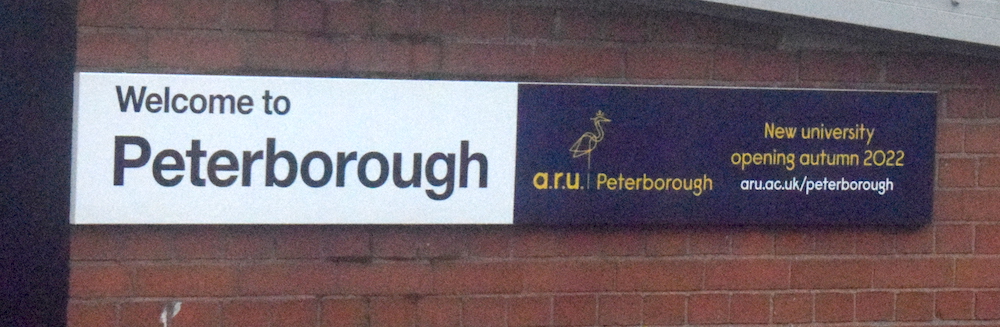 Welcome to
Peterborough
a.r.u. Peterborough
New university
opening autumn 2022
aru.ac.uk/peterborough